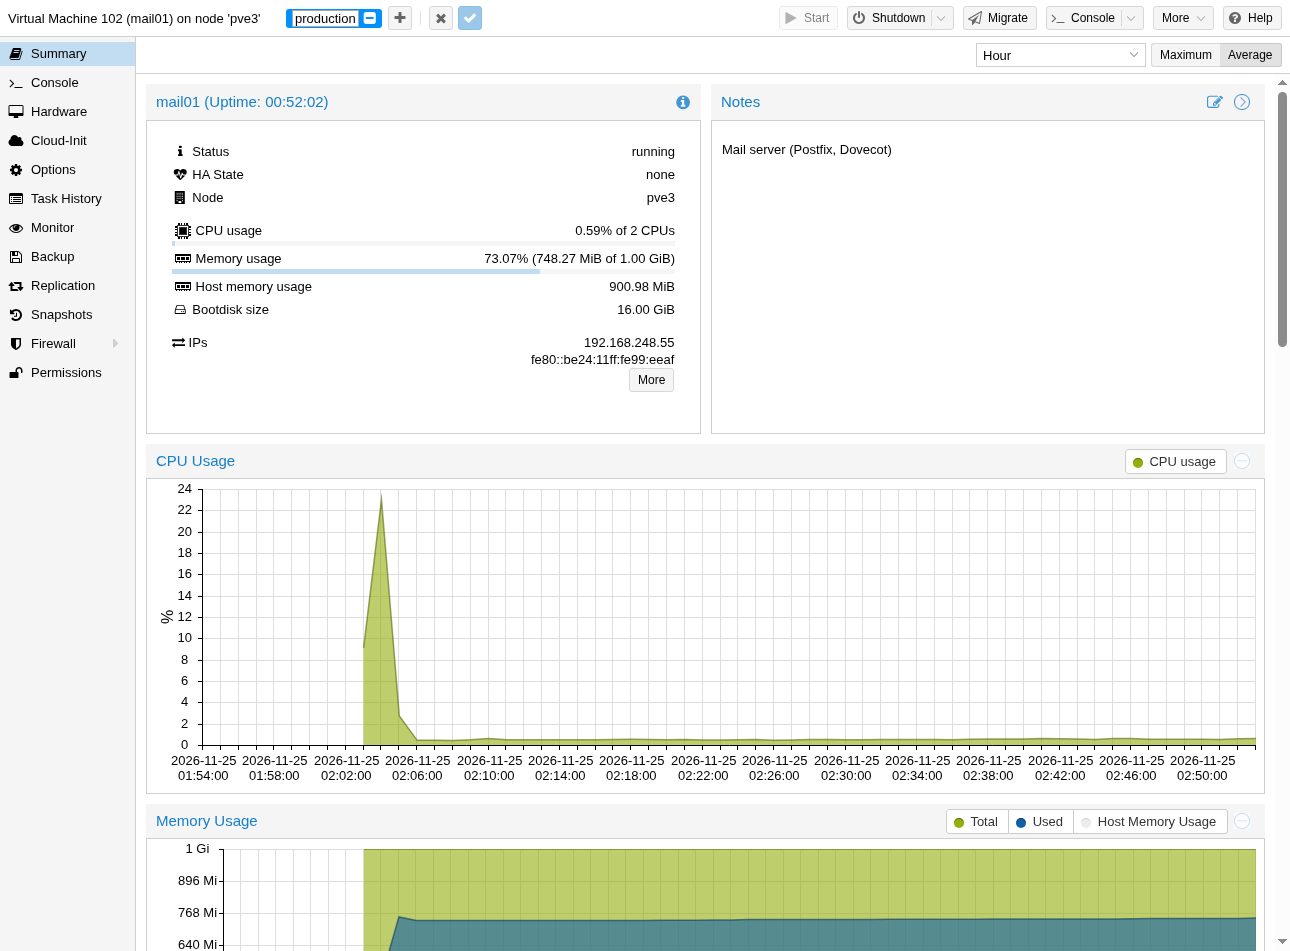 Virtual Machine 102 (mail01) on node 'pve3' production Start Shutdown Migrate Console More Help
Hour Maximum Average
Summary
Console
Hardware
Cloud-Init
Options
Task History
Monitor
Backup
Replication
Snapshots
Firewall
Permissions
mail01 (Uptime: 00:52:02)
Status running
HA State none
Node pve3
CPU usage 0.59% of 2 CPUs
Memory usage 73.07% (748.27 MiB of 1.00 GiB)
Host memory usage 900.98 MiB
Bootdisk size 16.00 GiB
IPs 192.168.248.55
fe80::be24:11ff:fe99:eeaf
More
Notes
Mail server (Postfix, Dovecot)
CPU Usage CPU usage
24
22
20
18
16
14
12
10
8
6
4
2
0
%
2026-11-25 2026-11-25 2026-11-25 2026-11-25 2026-11-25 2026-11-25 2026-11-25 2026-11-25 2026-11-25 2026-11-25 2026-11-25 2026-11-25 2026-11-25 2026-11-25 2026-11-25
01:54:00 01:58:00 02:02:00 02:06:00 02:10:00 02:14:00 02:18:00 02:22:00 02:26:00 02:30:00 02:34:00 02:38:00 02:42:00 02:46:00 02:50:00
Memory Usage Total Used Host Memory Usage
1 Gi
896 Mi
768 Mi
640 Mi